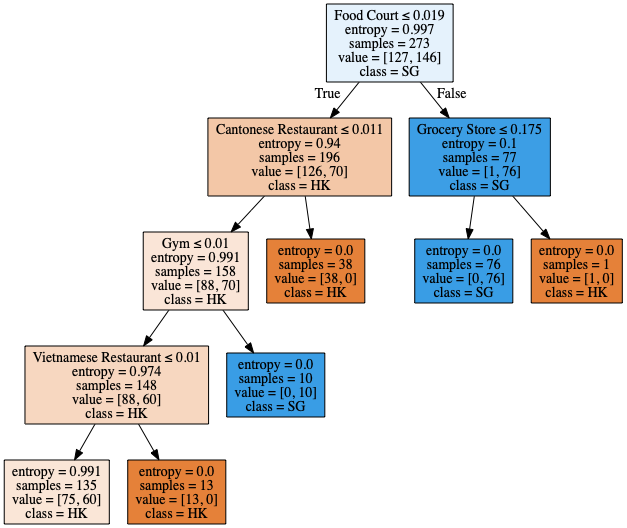 Food Court ≤ 0.019
entropy = 0.997
samples = 273
value = [127, 146]
class = SG
True
False
Cantonese Restaurant ≤ 0.011
entropy = 0.94
samples = 196
value = [126, 70]
class = HK
Grocery Store ≤ 0.175
entropy = 0.1
samples = 77
value = [1, 76]
class = SG
Gym ≤ 0.01
entropy = 0.991
samples = 158
value = [88, 70]
class = HK
entropy = 0.0
samples = 38
value = [38, 0]
class = HK
entropy = 0.0
samples = 76
value = [0, 76]
class = SG
entropy = 0.0
samples = 1
value = [1, 0]
class = HK
Vietnamese Restaurant ≤ 0.01
entropy = 0.974
samples = 148
value = [88, 60]
class = HK
entropy = 0.0
samples = 10
value = [0, 10]
class = SG
entropy = 0.991
samples = 135
value = [75, 60]
class = HK
entropy = 0.0
samples = 13
value = [13, 0]
class = HK